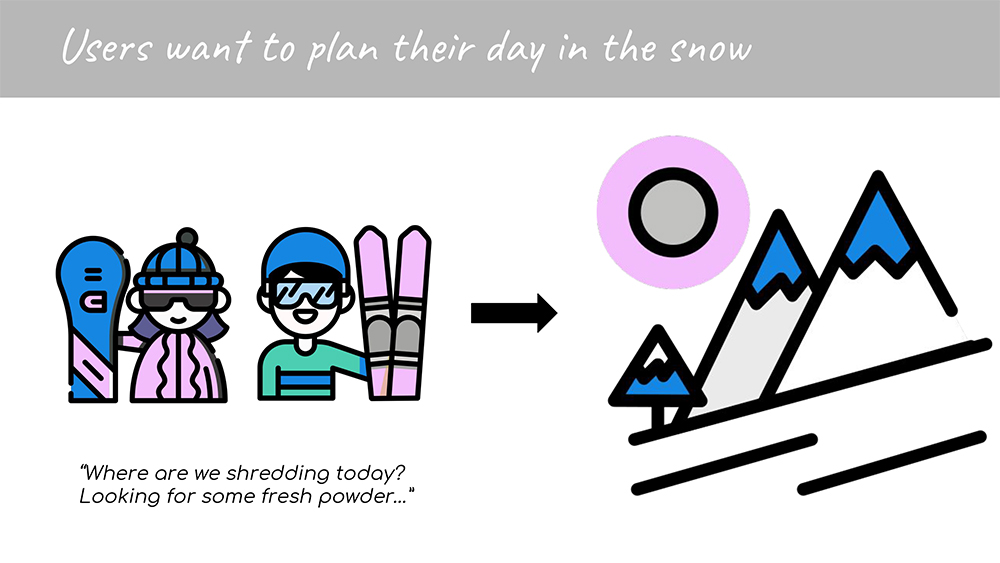 Users want to plan their day in the snow
“Where are we shredding today?
Looking for some fresh powder...”